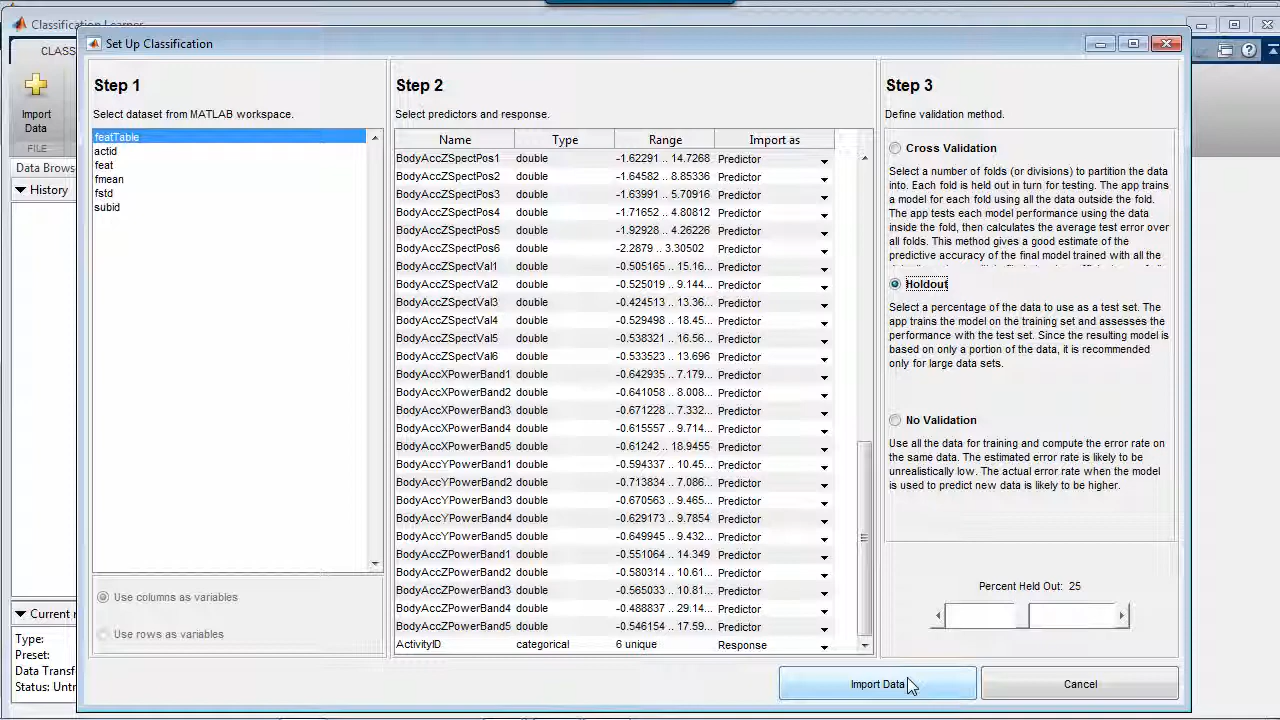 Classification Learner
Set Up Classification
CLASS
Import
Data
FILE
Data Brows
History
Current m
Type:
Preset:
Data Transf
Status: Untr
Step 1
Select dataset from MATLAB workspace.
featTable
actid
feat
fmean
fstd
subid
Use columns as variables
Use rows as variables
Step 2
Select predictors and response.
Name Type Range Import as
BodyAccZSpectPos1 double -1.62291 .. 14.7268 Predictor
BodyAccZSpectPos2 double -1.64582 .. 8.85336 Predictor
BodyAccZSpectPos3 double -1.63991 .. 5.70916 Predictor
BodyAccZSpectPos4 double -1.71652 .. 4.80812 Predictor
BodyAccZSpectPos5 double -1.92928 .. 4.26226 Predictor
BodyAccZSpectPos6 double -2.2879 .. 3.30502 Predictor
BodyAccZSpectVal1 double -0.505165 .. 15.16... Predictor
BodyAccZSpectVal2 double -0.525019 .. 9.144... Predictor
BodyAccZSpectVal3 double -0.424513 .. 13.36... Predictor
BodyAccZSpectVal4 double -0.529498 .. 18.45... Predictor
BodyAccZSpectVal5 double -0.538321 .. 16.56... Predictor
BodyAccZSpectVal6 double -0.533523 .. 13.696 Predictor
BodyAccXPowerBand1 double -0.642935 .. 7.179... Predictor
BodyAccXPowerBand2 double -0.641058 .. 8.008... Predictor
BodyAccXPowerBand3 double -0.671228 .. 7.332... Predictor
BodyAccXPowerBand4 double -0.615557 .. 9.714... Predictor
BodyAccXPowerBand5 double -0.61242 .. 18.9455 Predictor
BodyAccYPowerBand1 double -0.594337 .. 10.45... Predictor
BodyAccYPowerBand2 double -0.713834 .. 7.086... Predictor
BodyAccYPowerBand3 double -0.670563 .. 9.465... Predictor
BodyAccYPowerBand4 double -0.629173 .. 9.7854 Predictor
BodyAccYPowerBand5 double -0.649945 .. 9.432... Predictor
BodyAccZPowerBand1 double -0.551064 .. 14.349 Predictor
BodyAccZPowerBand2 double -0.580314 .. 10.61... Predictor
BodyAccZPowerBand3 double -0.565033 .. 10.81... Predictor
BodyAccZPowerBand4 double -0.488837 .. 29.14... Predictor
BodyAccZPowerBand5 double -0.546154 .. 17.59... Predictor
ActivityID categorical 6 unique Response
Step 3
Define validation method.
Cross Validation
Select a number of folds (or divisions) to partition the data
into. Each fold is held out in turn for testing. The app trains
a model for each fold using all the data outside the fold.
The app tests each model performance using the data
inside the fold, then calculates the average test error over
all folds. This method gives a good estimate of the
predictive accuracy of the final model trained with all the
Holdout
Select a percentage of the data to use as a test set. The
app trains the model on the training set and assesses the
performance with the test set. Since the resulting model is
based on only a portion of the data, it is recommended
only for large data sets.
No Validation
Use all the data for training and compute the error rate on
the same data. The estimated error rate is likely to be
unrealistically low. The actual error rate when the model
is used to predict new data is likely to be higher.
Percent Held Out: 25
Import Data
Cancel